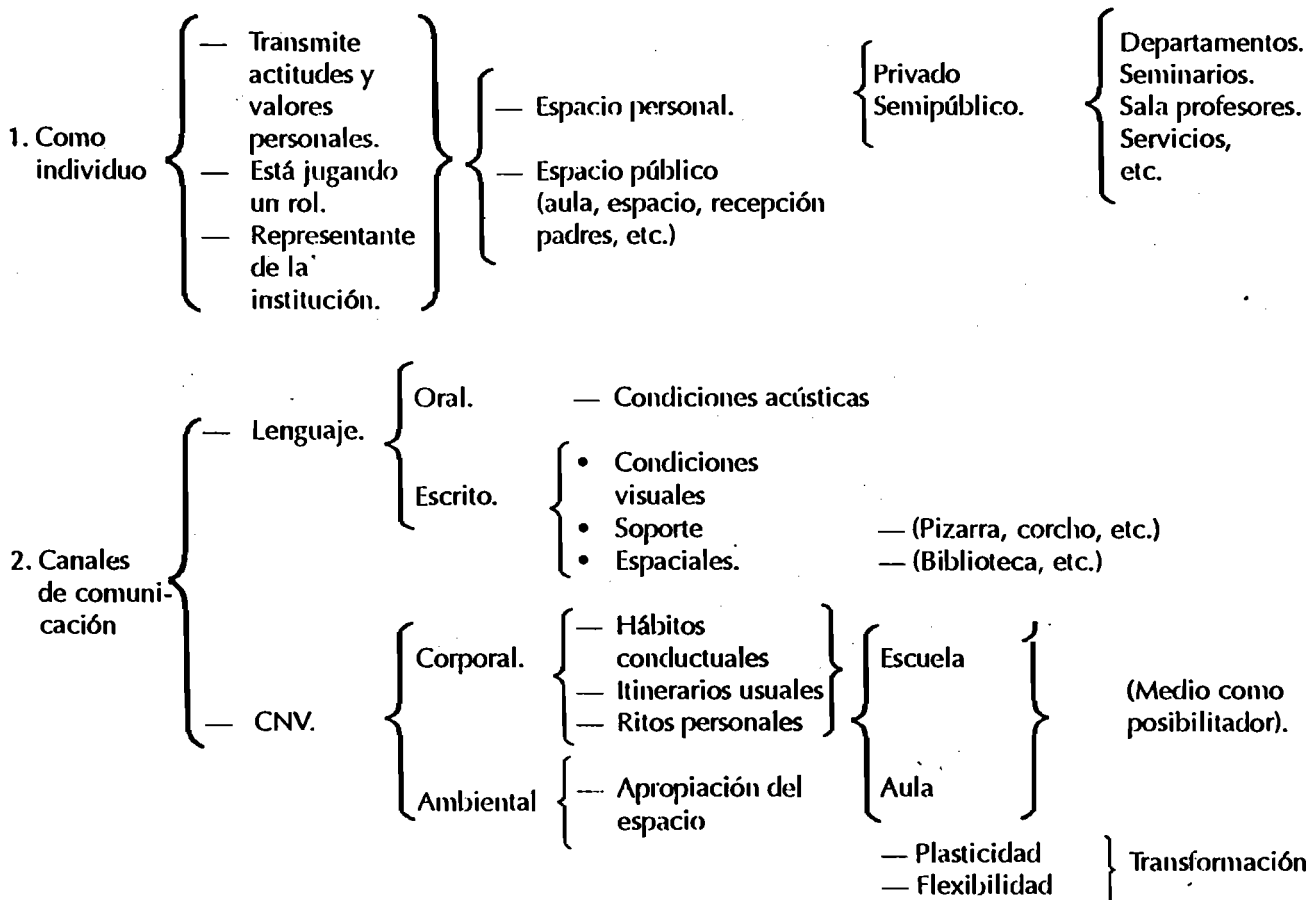 1. Como
individuo
— Transmite
actitudes y
valores
personales.
— Está jugando
un rol.
— Representante
de la
institución.
— Espacio personal.
— Espacio público
(aula, espacio, recepción
padres, etc.)
Privado
Semipúblico.
Departamentos.
Seminarios.
Sala profesores.
Servicios,
etc.
2. Canales
de comuni-
cación
— Lenguaje.
Oral.
— Condiciones acústicas
Escrito.
• Condiciones
visuales
• Soporte
— (Pizarra, corcho, etc.)
• Espaciales.
— (Biblioteca, etc.)
— CNV.
Corporal.
— Hábitos
conductuales
— Itinerarios usuales
— Ritos personales
Ambiental
— Apropiación del
espacio
Escuela
Aula
(Medio como
posibilitador).
— Plasticidad
— Flexibilidad
Transformación